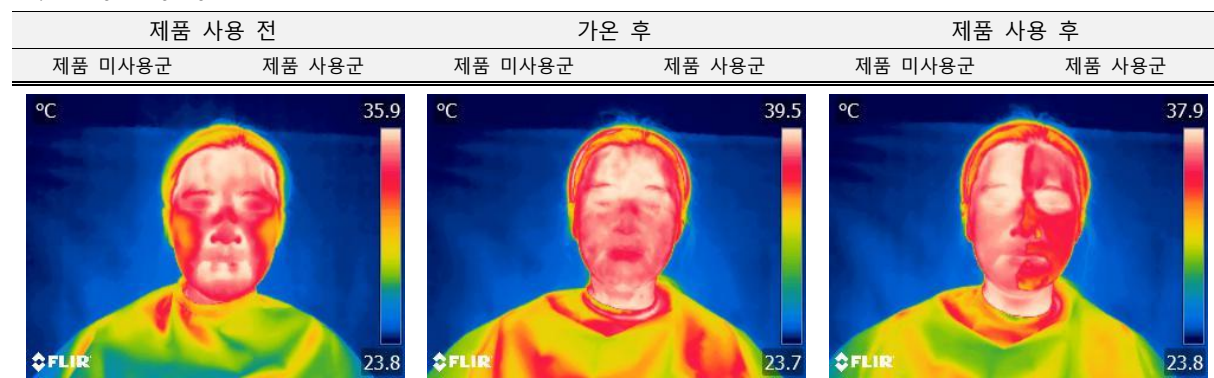 제품 사용 전 가온 후 제품 사용 후
제품 미사용군 제품 사용군 제품 미사용군 제품 사용군 제품 미사용군 제품 사용군
°C 35.9 °C 39.5 °C 37.9
FLIR 23.8 FLIR 23.7 FLIR 23.8